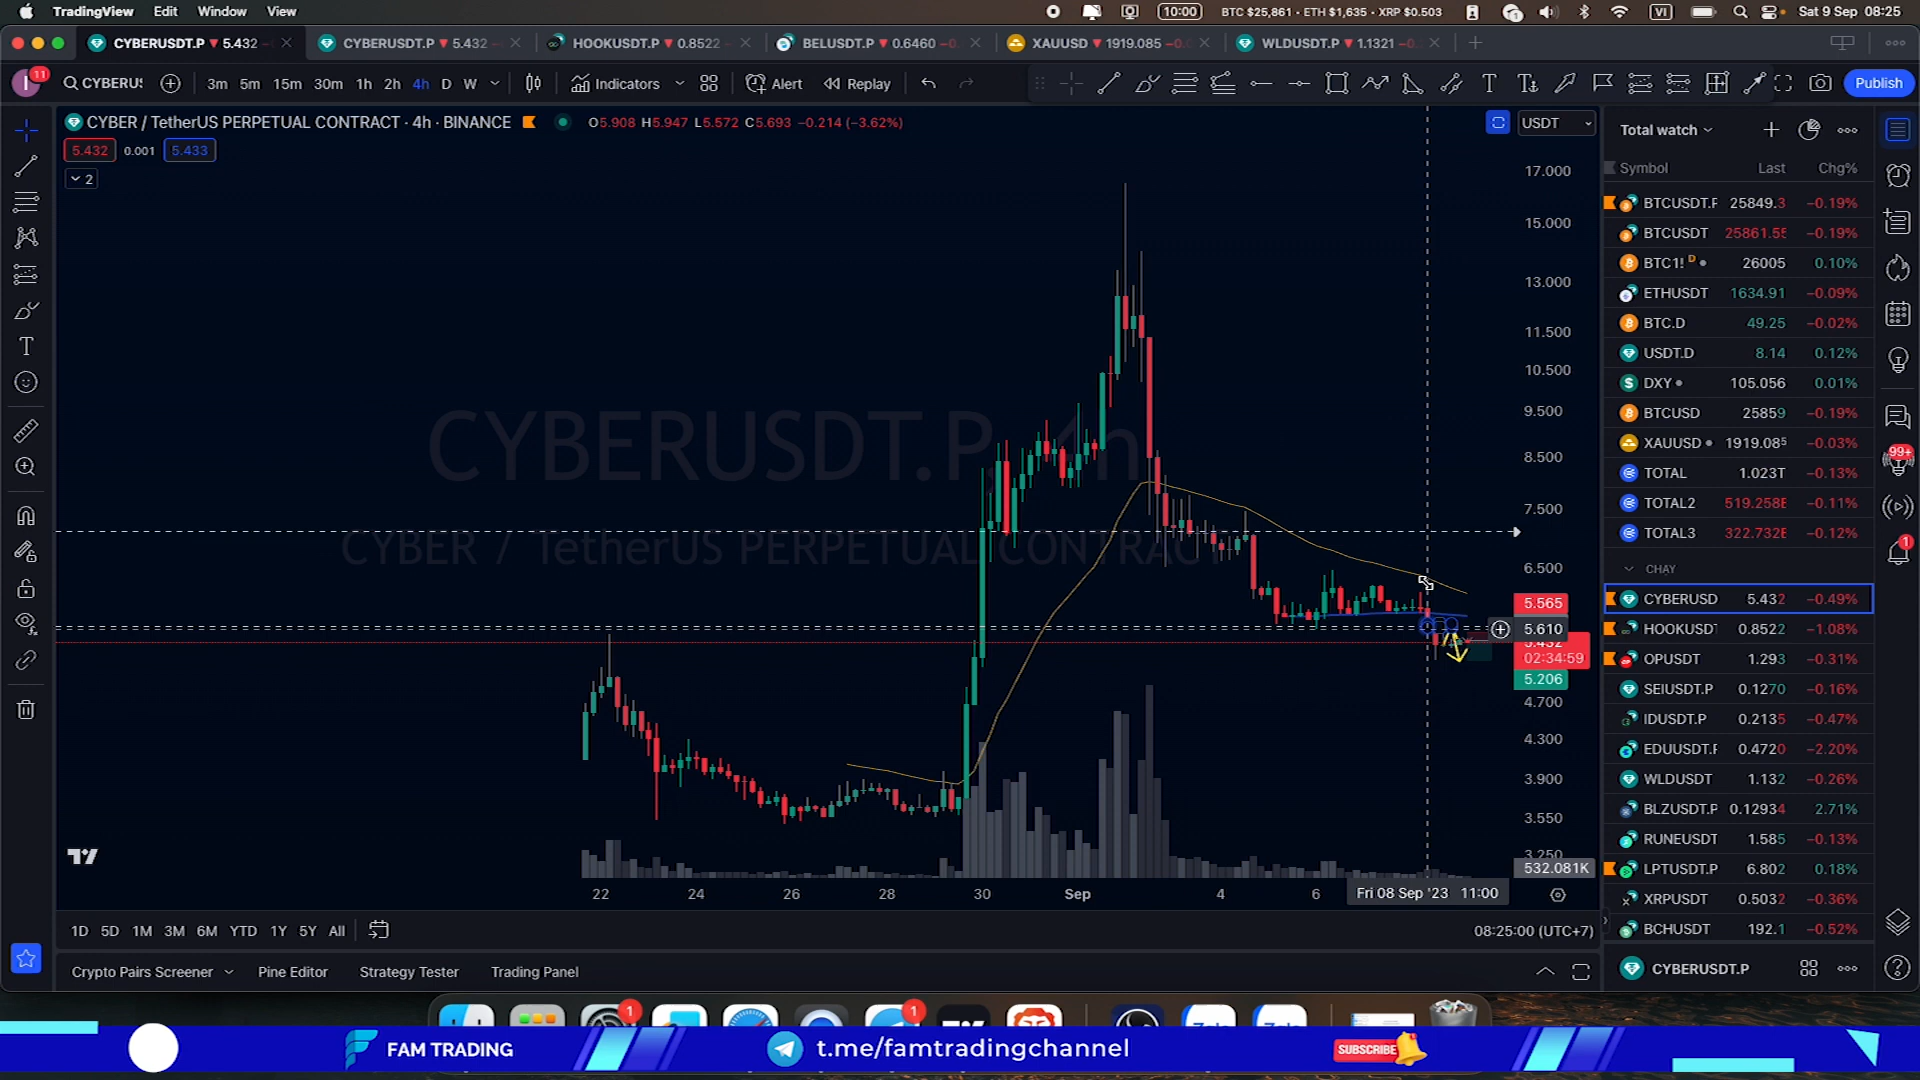 TradingView Edit Window View 10:00 BTC $25,861 · ETH $1,635 · XRP $0.503 VI Sat 9 Sep 08:25
CYBERUSDT.P ▼ 5.432 CYBERUSDT.P ▼ 5.432 HOOKUSDT.P ▼ 0.8522 BELUSDT.P ▼ 0.6460 XAUUSD ▼ 1919.085 WLDUSDT.P ▼ 1.1321
11 CYBERUS 3m 5m 15m 30m 1h 2h 4h D W Indicators Alert Replay Publish
CYBER / TetherUS PERPETUAL CONTRACT · 4h · BINANCE O5.908 H5.947 L5.572 C5.693 −0.214 (−3.62%) USDT
5.432 0.001 5.433
2
CYBERUSDT.P, 4h
CYBER / TetherUS PERPETUAL CONTRACT
17.000
15.000
13.000
11.500
10.500
9.500
8.500
7.500
6.500
5.565
5.610
5.432
02:34:59
5.206
4.700
4.300
3.900
3.550
3.250
532.081K
22 24 26 28 30 Sep 4 6 Fri 08 Sep '23 11:00
1D 5D 1M 3M 6M YTD 1Y 5Y All 08:25:00 (UTC+7)
Crypto Pairs Screener Pine Editor Strategy Tester Trading Panel
Total watch
Symbol Last Chg%
BTCUSDT.P 25849.3 −0.19%
BTCUSDT 25861.55 −0.19%
BTC1! D 26005 0.10%
ETHUSDT 1634.91 −0.09%
BTC.D 49.25 −0.02%
USDT.D 8.14 0.12%
DXY 105.056 0.01%
BTCUSD 25859 −0.19%
XAUUSD 1919.085 −0.03%
TOTAL 1.023T −0.13%
TOTAL2 519.258B −0.11%
TOTAL3 322.732B −0.12%
CHẠY
CYBERUSD 5.432 −0.49%
HOOKUSDT 0.8522 −1.08%
OPUSDT 1.293 −0.31%
SEIUSDT.P 0.1270 −0.16%
IDUSDT.P 0.2135 −0.47%
EDUUSDT.P 0.4720 −2.20%
WLDUSDT 1.132 −0.26%
BLZUSDT.P 0.12934 2.71%
RUNEUSDT 1.585 −0.13%
LPTUSDT.P 6.802 0.18%
XRPUSDT 0.5032 −0.36%
BCHUSDT 192.1 −0.52%
CYBERUSDT.P
99+
1
1 1
Zalo Zalo
FAM TRADING t.me/famtradingchannel SUBSCRIBE